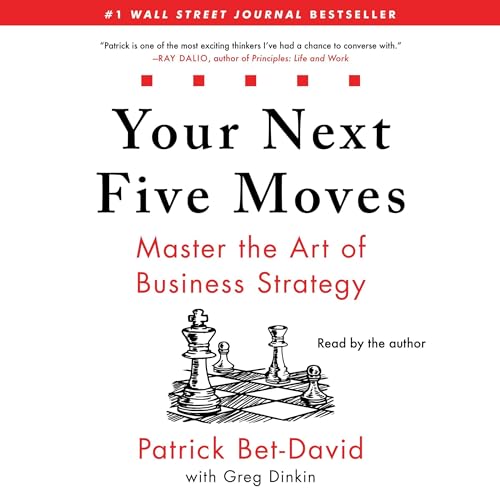 #1 WALL STREET JOURNAL BESTSELLER
"Patrick is one of the most exciting thinkers I've had a chance to converse with."
—RAY DALIO, author of Principles: Life and Work
Your Next
Five Moves
Master the Art of
Business Strategy
Read by the author
Patrick Bet-David
with Greg Dinkin